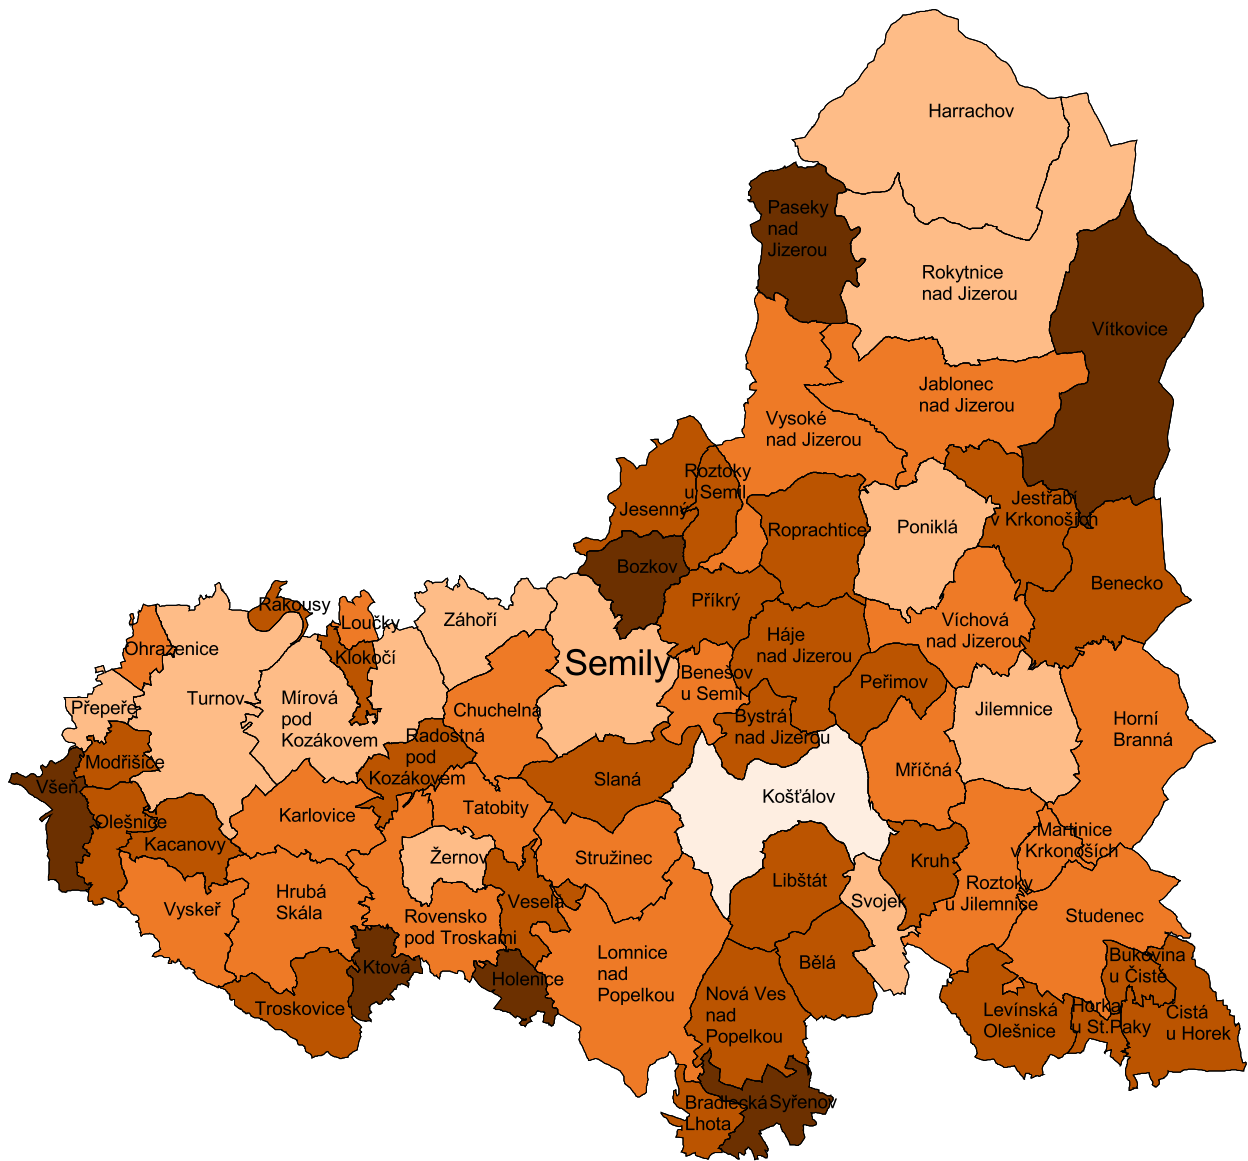 Harrachov
Paseky
nad
Jizerou
Rokytnice
nad Jizerou
Vítkovice
Jablonec
nad Jizerou
Vysoké
nad Jizerou
Roztoky
u Semil
Jesenný
Jestřabí
v Krkonoších
Roprachtice
Poniklá
Bozkov
Benecko
Příkrý
Rakousy
Loučky
Záhoří
Víchová
nad Jizerou
Háje
nad Jizerou
Ohrazenice
Klokočí
Semily
Benešov
u Semil
Peřimov
Turnov
Mírová
pod
Kozákovem
Přepeře
Chuchelna
Jilemnice
Bystrá
nad Jizerou
Horní
Branná
Radostná
pod
Kozákovem
Modřišice
Slaná
Mříčná
Všeň
Košťálov
Tatobity
Karlovice
Olešnice
Kacanovy
Martinice
v Krkonoších
Žernov
Stružinec
Kruh
Libštát
Roztoky
u Jilemnice
Hrubá
Skála
Veselá
Svojek
Vyskeř
Rovensko
pod Troskami
Studenec
Lomnice
nad
Popelkou
Bělá
Bukovina
u Čisté
Ktová
Holenice
Nová Ves
nad
Popelkou
Troskovice
Levínská
Olešnice
Horka
u St.Paky
Čistá
u Horek
Bradlecká
Lhota
Syřenov